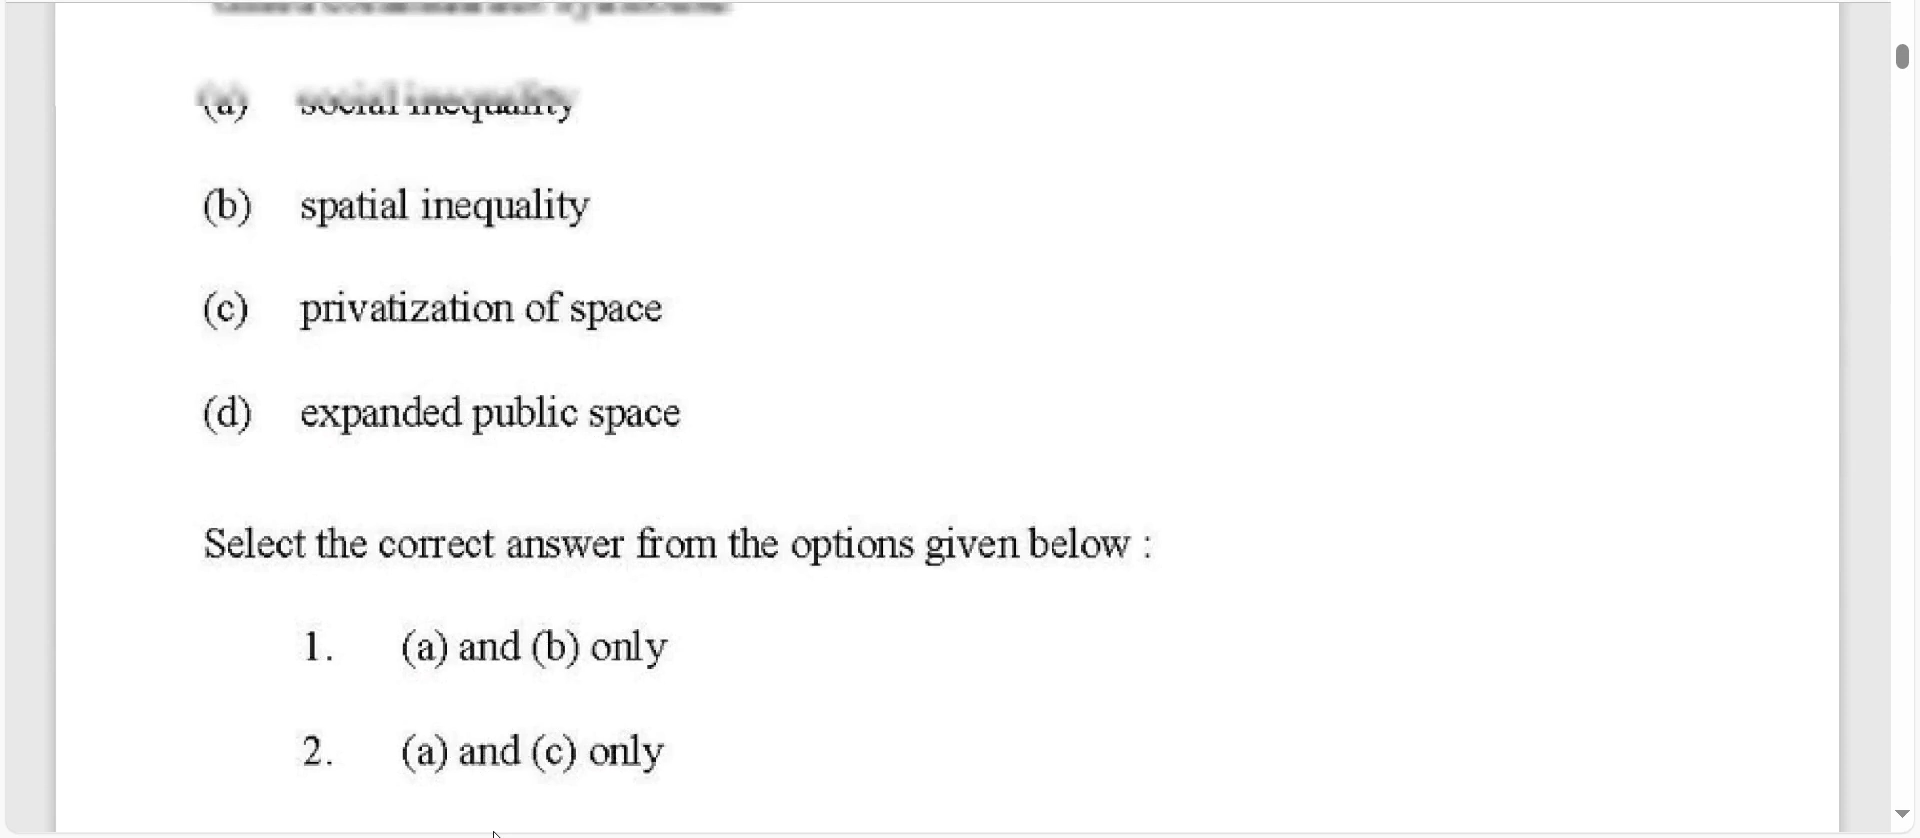 (a) social inequality
(b) spatial inequality
(c) privatization of space
(d) expanded public space
Select the correct answer from the options given below :
1. (a) and (b) only
2. (a) and (c) only